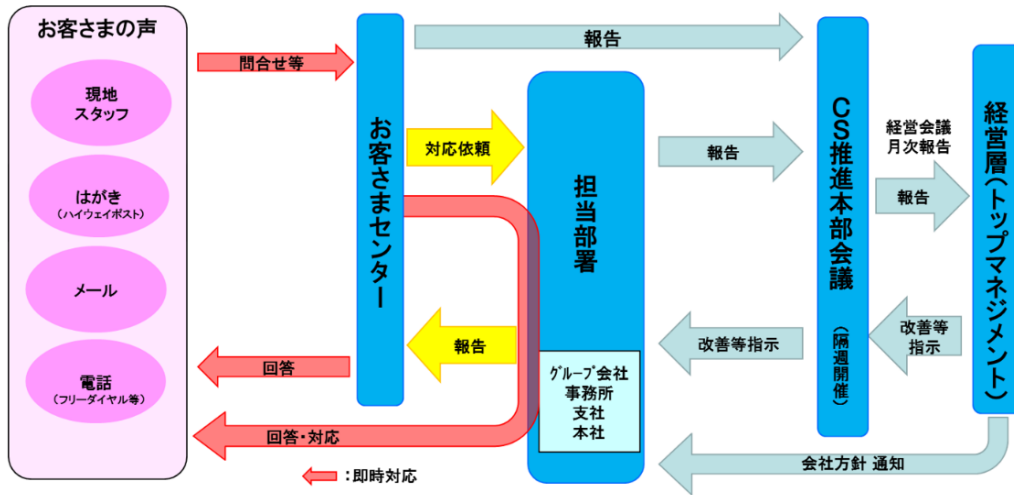 お客さまの声
現地
スタッフ
はがき
（ハイウェイポスト）
メール
電話
（フリーダイヤル等）
問合せ等
回答
回答・対応
：即時対応
お客さまセンター
報告
対応依頼
報告
担当部署
グループ会社
事務所
支社
本社
報告
改善等指示
CS推進本部会議
（隔週開催）
経営会議
月次報告
報告
改善等
指示
経営層（トップマネジメント）
会社方針 通知